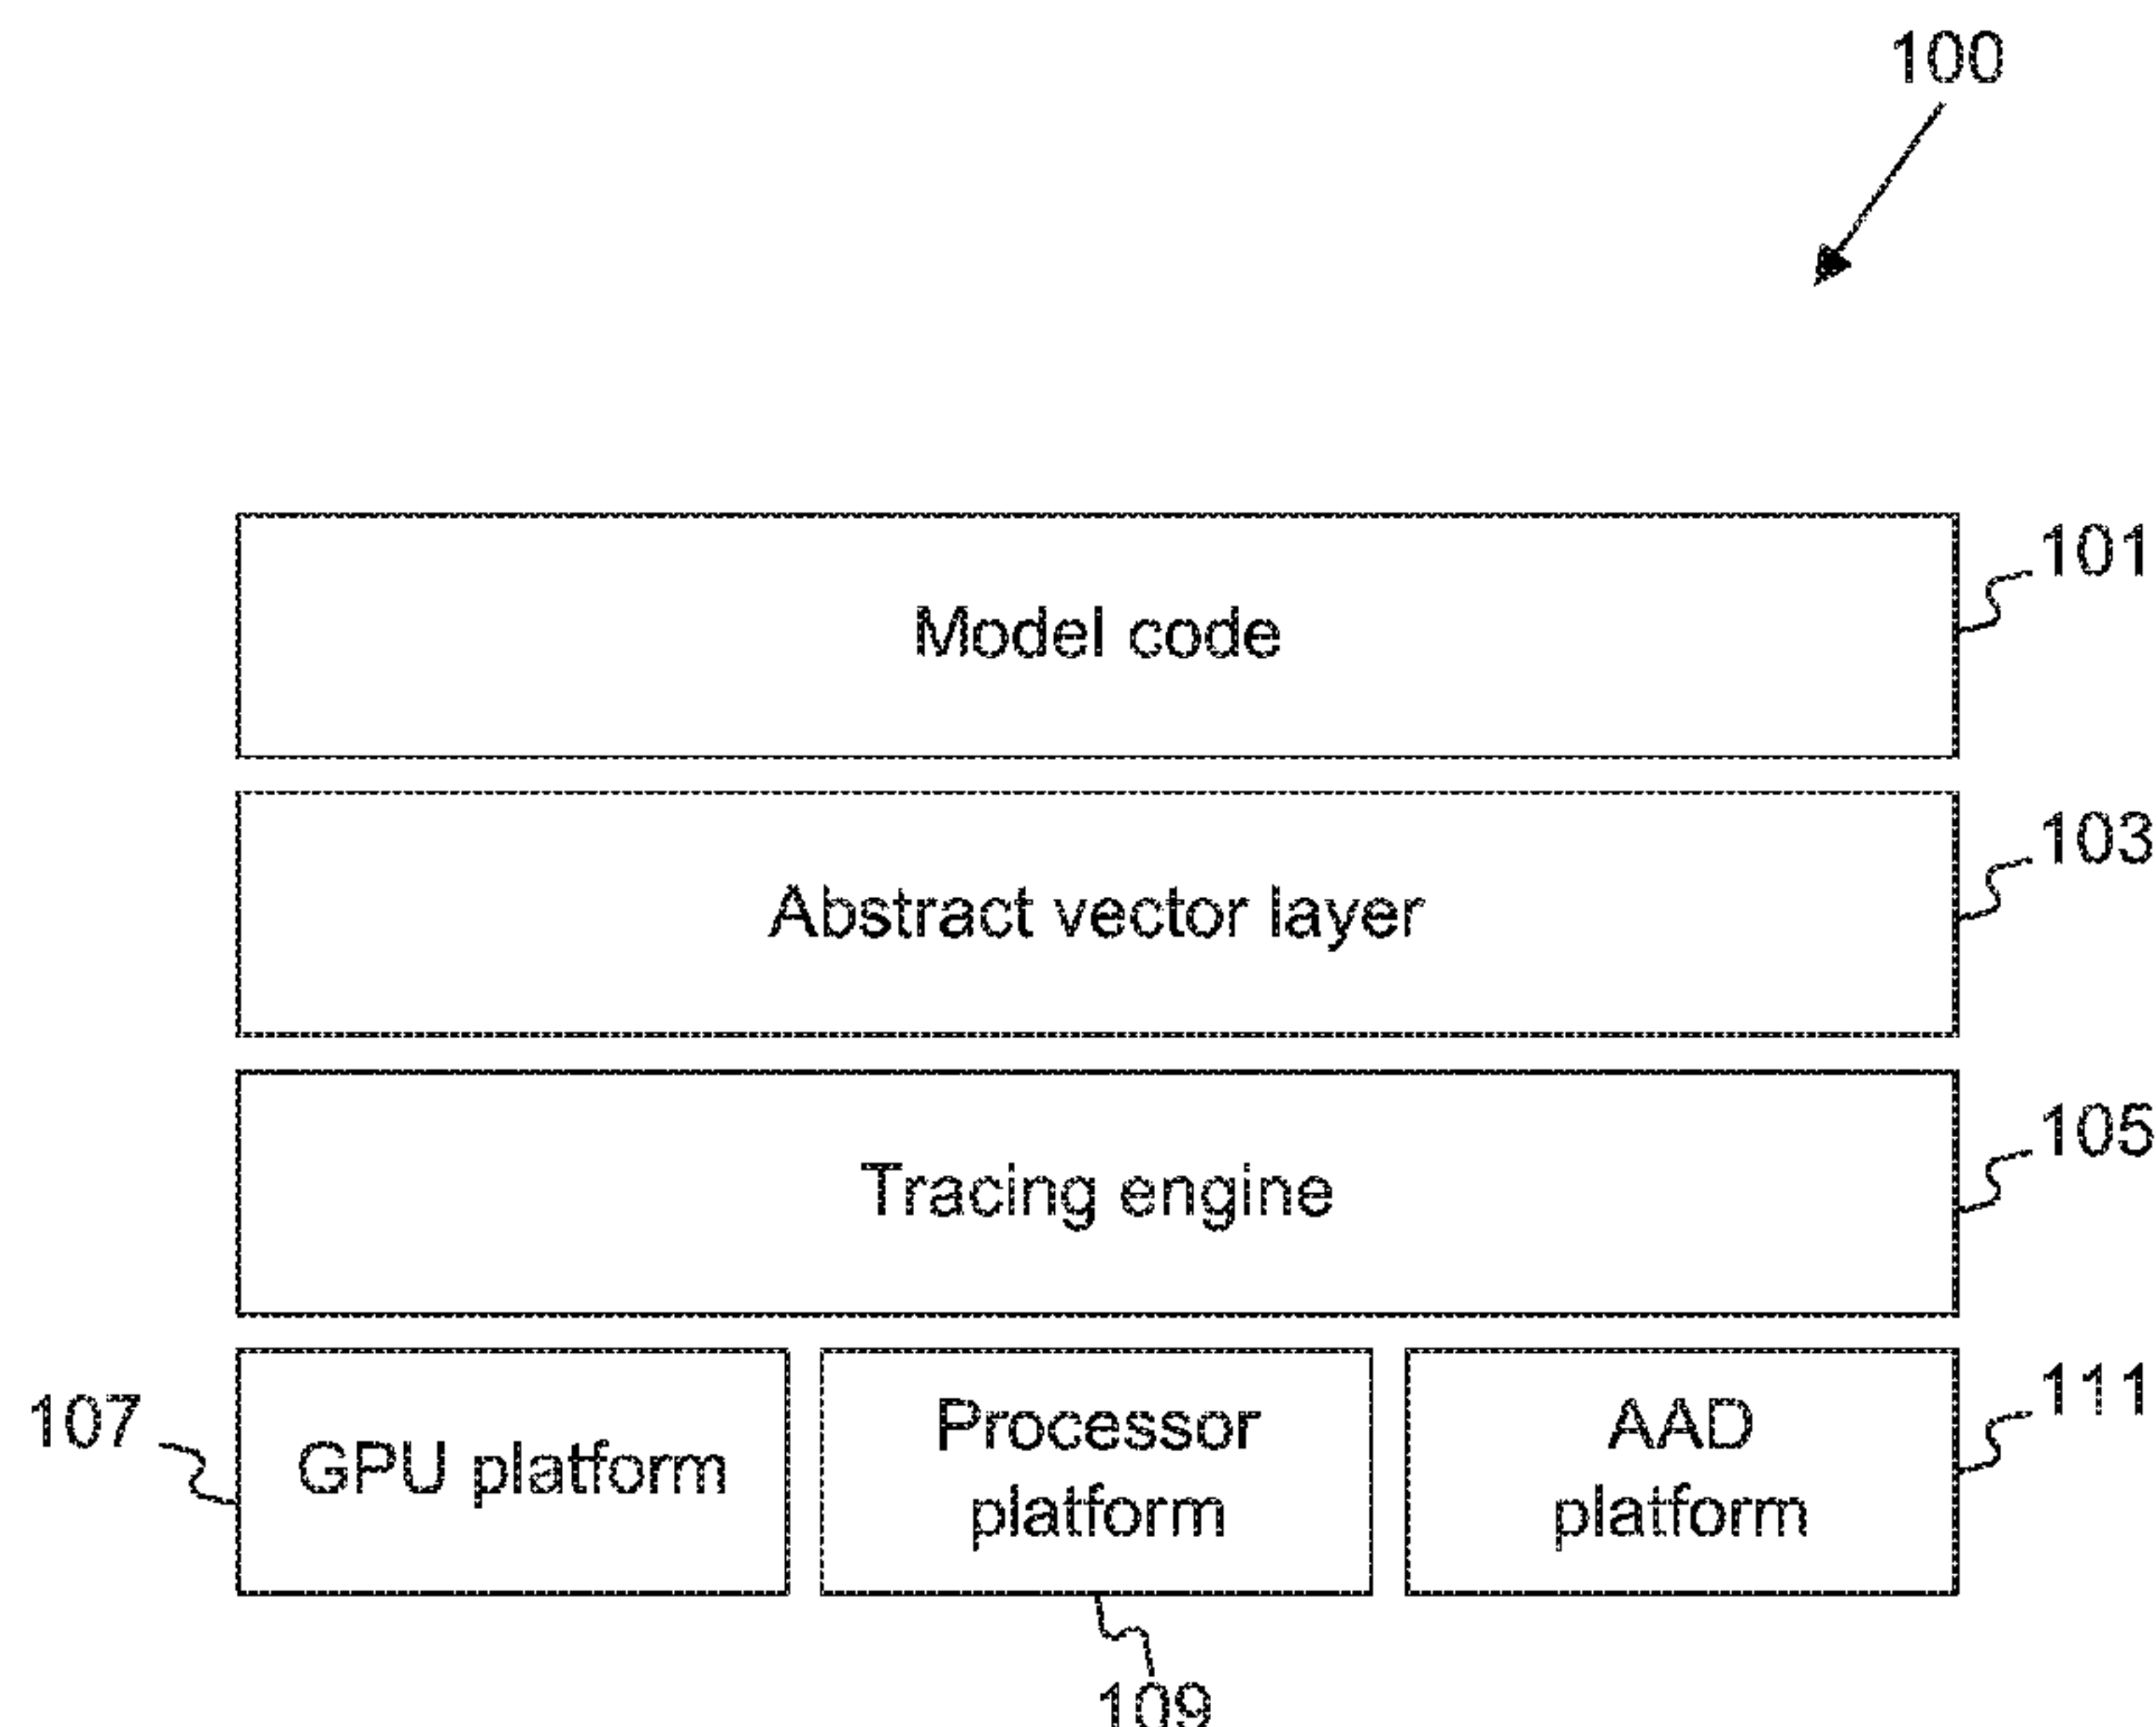 100
Model code
101
Abstract vector layer
103
Tracing engine
105
107
GPU platform
Processor
platform
AAD
platform
111
109